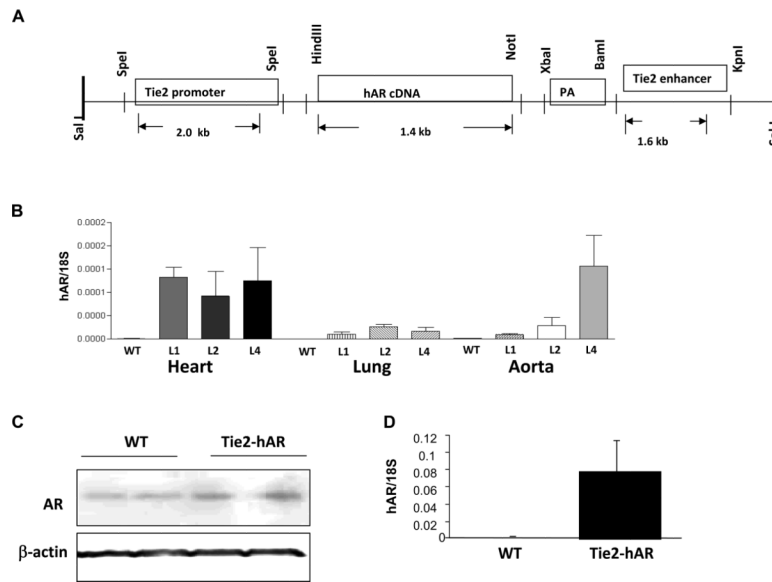 A
SpeI SpeI HindIII NotI XbaI BamI KpnI
Tie2 promoter hAR cDNA PA Tie2 enhancer
2.0 kb 1.4 kb 1.6 kb
Sal I
B
hAR/18S
0.0002
0.0002
0.0001
0.0001
0.0000
0.0000
WT L1 L2 L4 WT L1 L2 L4 WT L1 L2 L4
Heart Lung Aorta
C
WT Tie2-hAR
AR
β-actin
D
hAR/18S
0.12
0.1
0.08
0.06
0.04
0.02
0
WT Tie2-hAR